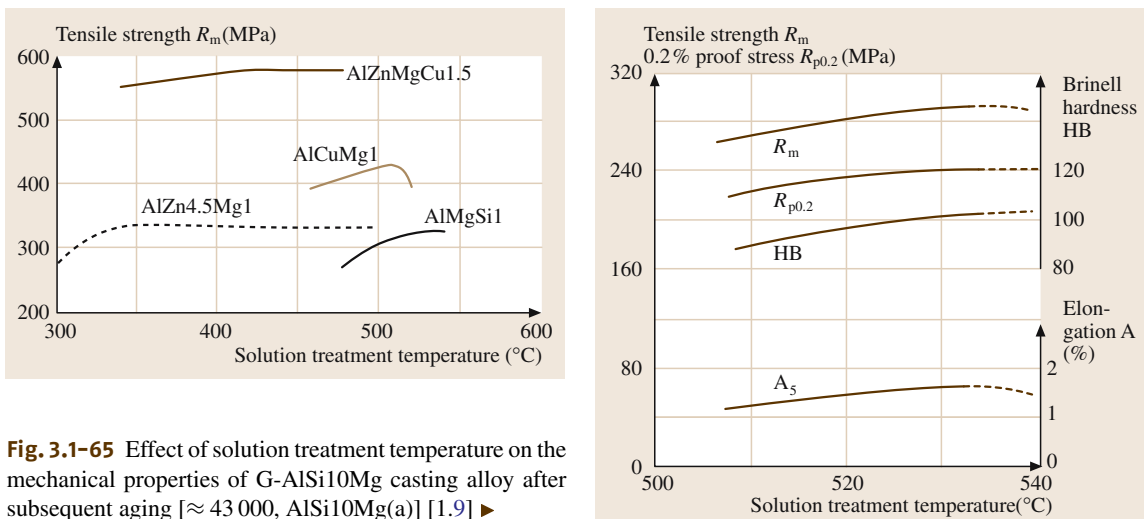 Tensile strength Rm(MPa)
600
500
400
300
200
AlZnMgCu1.5
AlCuMg1
AlZn4.5Mg1
AlMgSi1
300 400 500 600
Solution treatment temperature (°C)
Fig. 3.1–65 Effect of solution treatment temperature on the
mechanical properties of G-AlSi10Mg casting alloy after
subsequent aging [≈ 43 000, AlSi10Mg(a)] [1.9] ►
Tensile strength Rm
0.2% proof stress Rp0.2 (MPa)
320
240
160
80
0
Brinell
hardness
HB
120
100
80
Rm
Rp0.2
HB
A5
Elon-
gation A
(%)
2
1
0
500 520 540
Solution treatment temperature(°C)